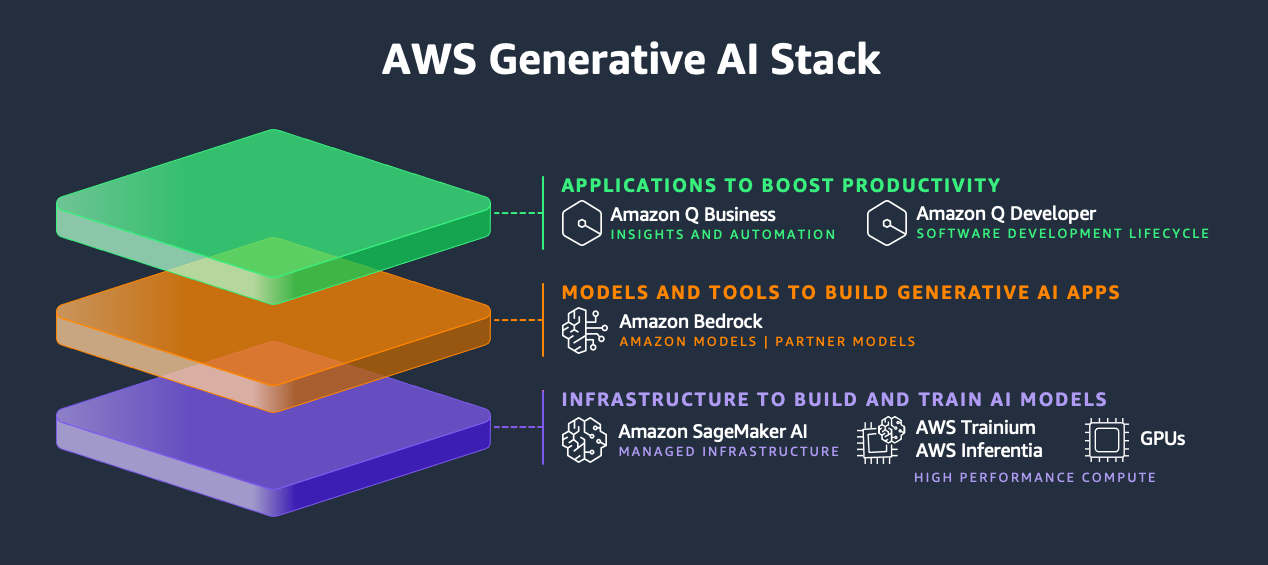 AWS Generative AI Stack
APPLICATIONS TO BOOST PRODUCTIVITY
Amazon Q Business
INSIGHTS AND AUTOMATION
Amazon Q Developer
SOFTWARE DEVELOPMENT LIFECYCLE
MODELS AND TOOLS TO BUILD GENERATIVE AI APPS
Amazon Bedrock
AMAZON MODELS | PARTNER MODELS
INFRASTRUCTURE TO BUILD AND TRAIN AI MODELS
Amazon SageMaker AI
MANAGED INFRASTRUCTURE
AWS Trainium
AWS Inferentia
GPUs
HIGH PERFORMANCE COMPUTE